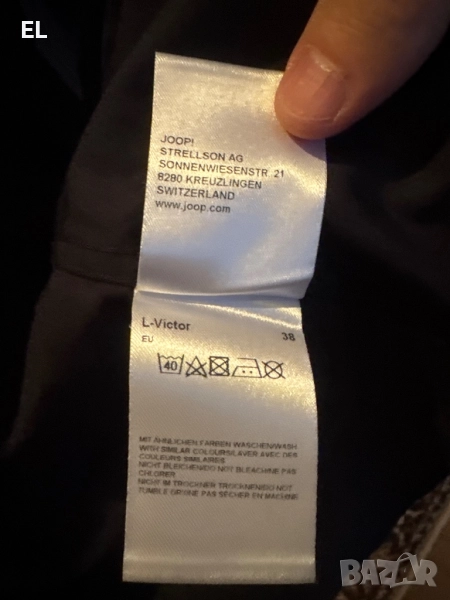 EL
JOOP!
STRELLSON AG
SONNENWIESENSTR. 21
8280 KREUZLINGEN
SWITZERLAND
www.joop.com
L-Victor 38
EU
40
MIT ÄHNLICHEN FARBEN WASCHEN/WASH
WITH SIMILAR COLOURS/LAVER AVEC DES
COULEURS SIMILAIRES
NICHT BLEICHEN/DO NOT BLEACH/NE PAS
CHLORER
NICHT IM TROCKNER TROCKNEN/DO NOT
TUMBLE DRY/NE PAS SÉCHER EN MACHINE
BAZAR